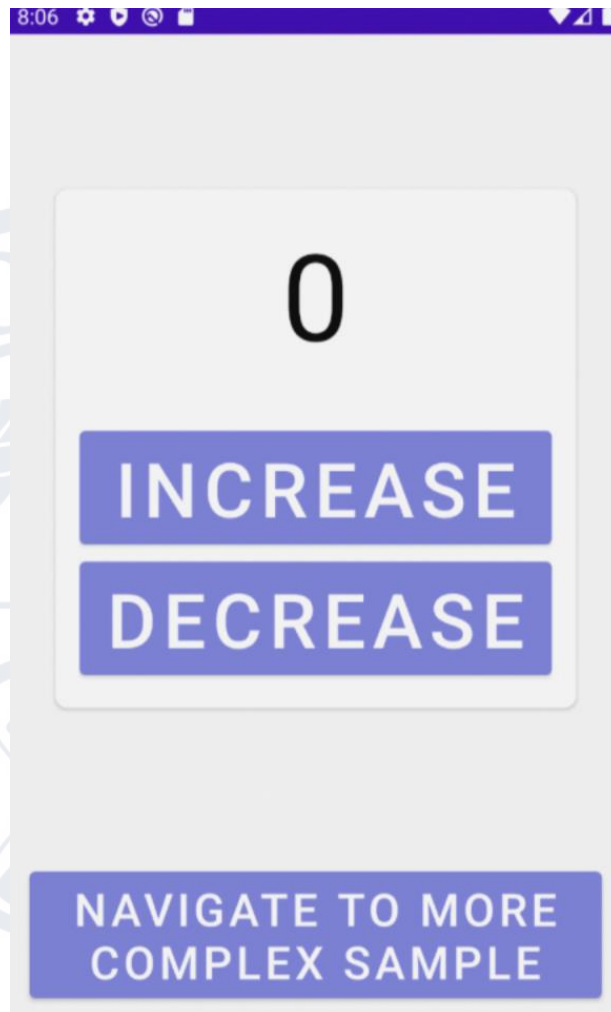 8:06
0
INCREASE
DECREASE
NAVIGATE TO MORE
COMPLEX SAMPLE